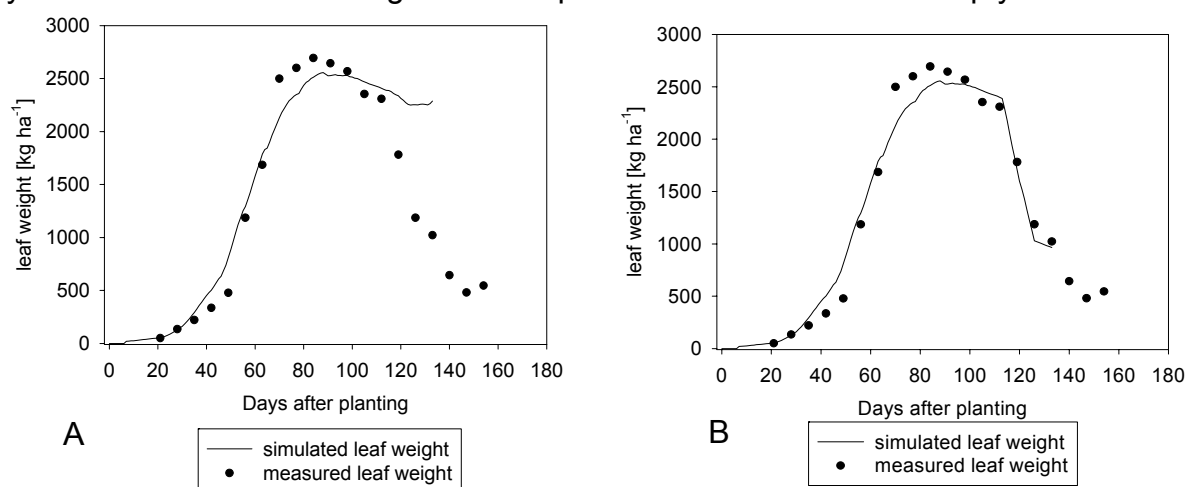 3000
2500
2000
1500
1000
500
0
leaf weight [kg ha⁻¹]
0 20 40 60 80 100 120 140 160 180
Days after planting
A
simulated leaf weight
measured leaf weight
3000
2500
2000
1500
1000
500
0
leaf weight [kg ha⁻¹]
0 20 40 60 80 100 120 140 160 180
Days after planting
B
simulated leaf weight
measured leaf weight